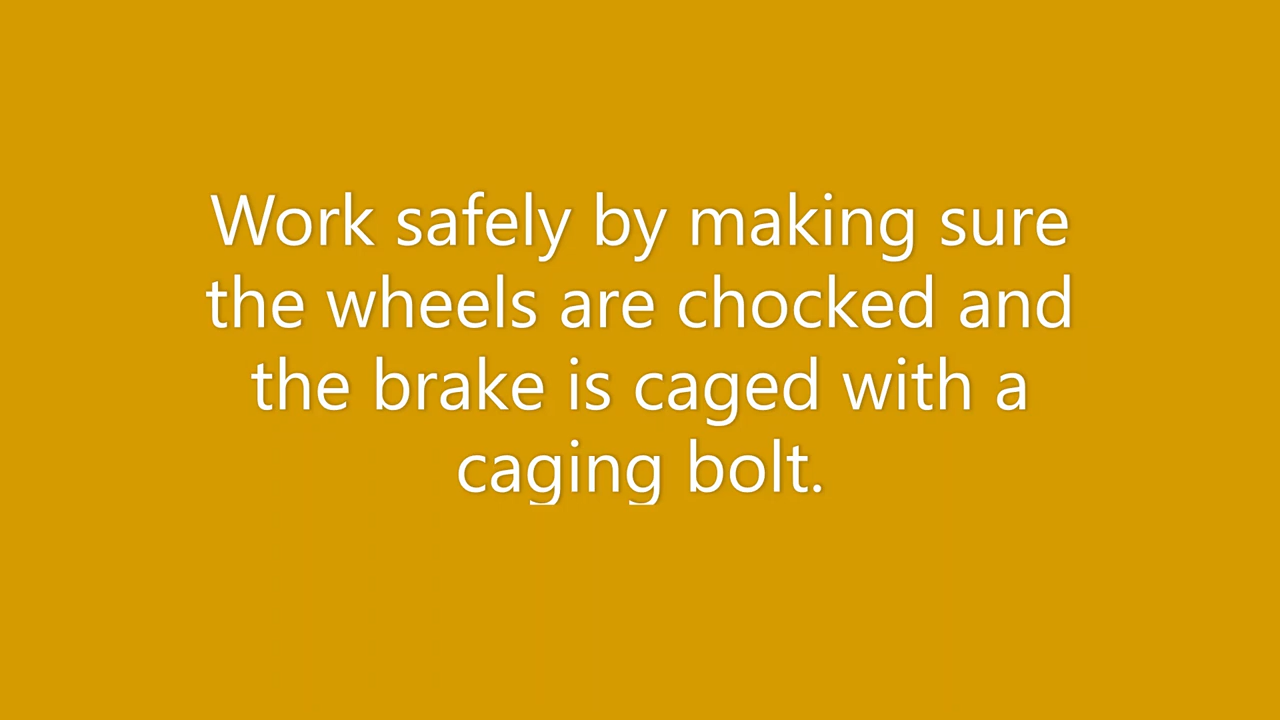 Work safely by making sure
the wheels are chocked and
the brake is caged with a
caging bolt.